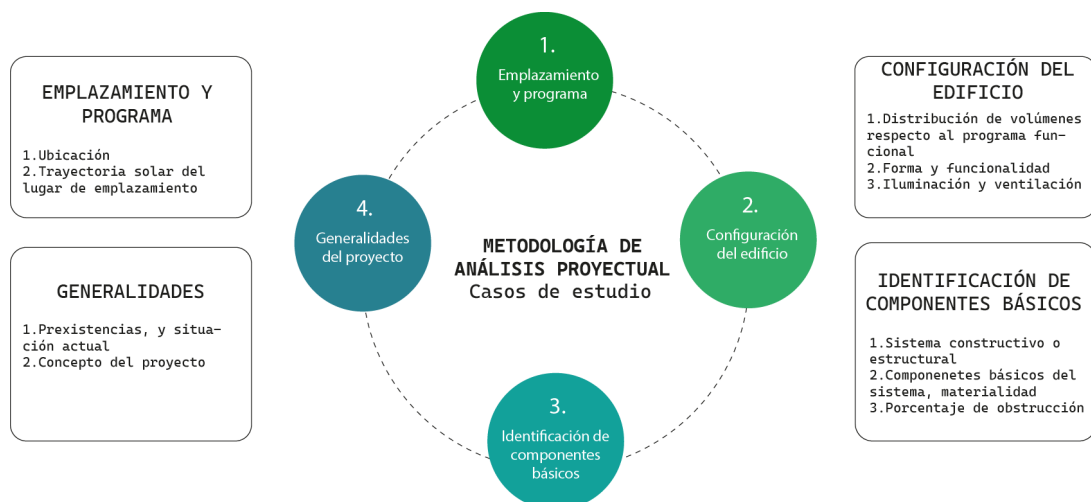 EMPLAZAMIENTO Y
PROGRAMA
1.Ubicación
2.Trayectoria solar del
lugar de emplazamiento
GENERALIDADES
1.Prexistencias, y situa-
ción actual
2.Concepto del proyecto
1.
Emplazamiento
y programa
4.
Generalidades
del proyecto
METODOLOGÍA DE
ANÁLISIS PROYECTUAL
Casos de estudio
2.
Configuración
del edificio
3.
Identificación de
componentes
básicos
CONFIGURACIÓN DEL
EDIFICIO
1.Distribución de volúmenes
respecto al programa fun-
cional
2.Forma y funcionalidad
3.Iluminación y ventilación
IDENTIFICACIÓN DE
COMPONENTES BÁSICOS
1.Sistema constructivo o
estructural
2.Componenetes básicos del
sistema, materialidad
3.Porcentaje de obstrucción